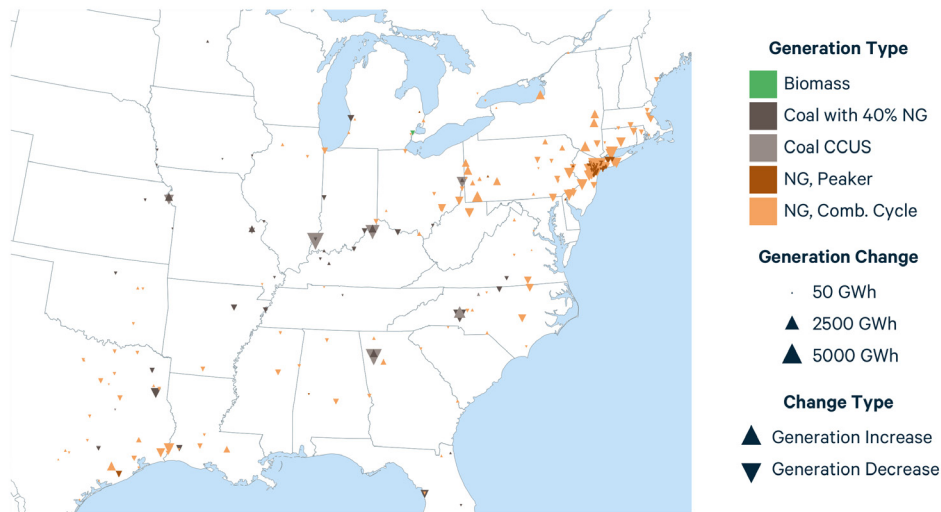 Generation Type
Biomass
Coal with 40% NG
Coal CCUS
NG, Peaker
NG, Comb. Cycle
Generation Change
50 GWh
2500 GWh
5000 GWh
Change Type
Generation Increase
Generation Decrease